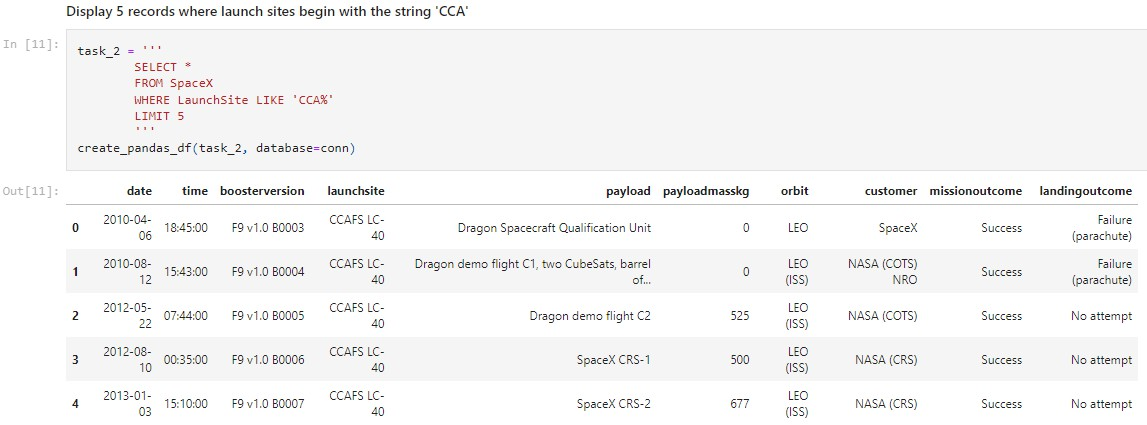 Display 5 records where launch sites begin with the string 'CCA'
In [11]:
task_2 = '''
SELECT *
FROM SpaceX
WHERE LaunchSite LIKE 'CCA%'
LIMIT 5
'''
create_pandas_df(task_2, database=conn)
Out[11]:
date time boosterversion launchsite payload payloadmasskg orbit customer missionoutcome landingoutcome
0 2010-04-06 18:45:00 F9 v1.0 B0003 CCAFS LC-40 Dragon Spacecraft Qualification Unit 0 LEO SpaceX Success Failure (parachute)
1 2010-08-12 15:43:00 F9 v1.0 B0004 CCAFS LC-40 Dragon demo flight C1, two CubeSats, barrel of... 0 LEO (ISS) NASA (COTS) NRO Success Failure (parachute)
2 2012-05-22 07:44:00 F9 v1.0 B0005 CCAFS LC-40 Dragon demo flight C2 525 LEO (ISS) NASA (COTS) Success No attempt
3 2012-08-10 00:35:00 F9 v1.0 B0006 CCAFS LC-40 SpaceX CRS-1 500 LEO (ISS) NASA (CRS) Success No attempt
4 2013-01-03 15:10:00 F9 v1.0 B0007 CCAFS LC-40 SpaceX CRS-2 677 LEO (ISS) NASA (CRS) Success No attempt